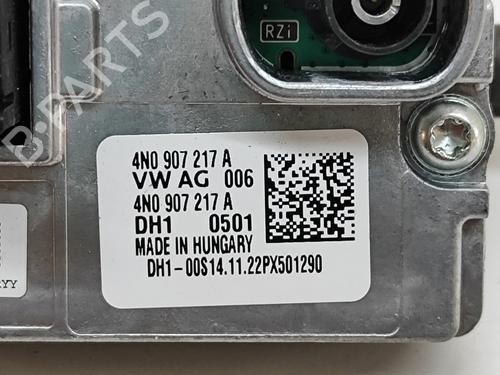 B-PARTS
RZi
4N0 907 217 A
VW AG 006
4N0 907 217 A
DH1 0501
MADE IN HUNGARY
DH1-00S14.11.22PX501290